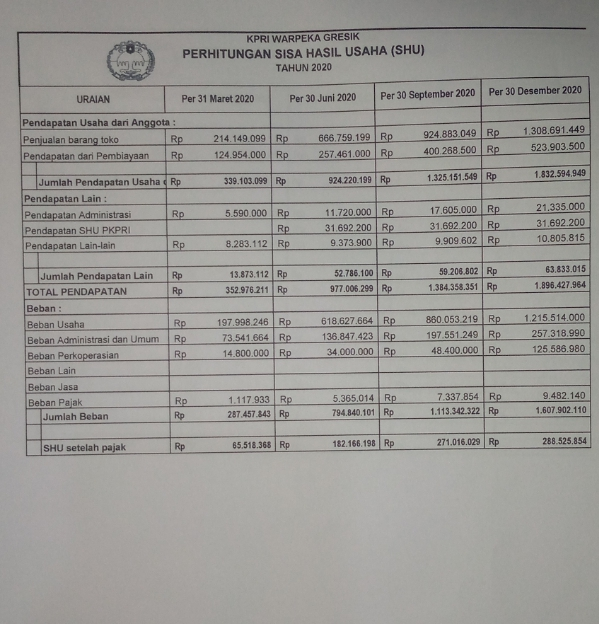 KPRI WARPEKA GRESIK
PERHITUNGAN SISA HASIL USAHA (SHU)
TAHUN 2020
URAIAN Per 31 Maret 2020 Per 30 Juni 2020 Per 30 September 2020 Per 30 Desember 2020
Pendapatan Usaha dari Anggota :
Penjualan barang toko Rp 214.149.099 Rp 666.759.199 Rp 924.883.049 Rp 1.308.691.449
Pendapatan dari Pembiayaan Rp 124.954.000 Rp 257.461.000 Rp 400.268.500 Rp 523.903.500
Jumlah Pendapatan Usaha Rp 339.103.099 Rp 924.220.199 Rp 1.325.151.549 Rp 1.832.594.949
Pendapatan Lain :
Pendapatan Administrasi Rp 5.590.000 Rp 11.720.000 Rp 17.605.000 Rp 21.335.000
Pendapatan SHU PKPRI Rp 31.692.200 Rp 31.692.200 Rp 31.692.200
Pendapatan Lain-lain Rp 8.283.112 Rp 9.373.900 Rp 9.909.602 Rp 10.805.815
Jumlah Pendapatan Lain Rp 13.873.112 Rp 52.786.100 Rp 59.206.802 Rp 63.833.015
TOTAL PENDAPATAN Rp 352.976.211 Rp 977.006.299 Rp 1.384.358.351 Rp 1.896.427.964
Beban :
Beban Usaha Rp 197.998.246 Rp 618.627.664 Rp 860.053.219 Rp 1.215.514.000
Beban Administrasi dan Umum Rp 73.541.664 Rp 136.847.423 Rp 197.551.249 Rp 257.318.990
Beban Perkoperasian Rp 14.800.000 Rp 34.000.000 Rp 48.400.000 Rp 125.586.980
Beban Lain
Beban Jasa
Beban Pajak Rp 1.117.933 Rp 5.365.014 Rp 7.337.854 Rp 9.482.140
Jumlah Beban Rp 287.457.843 Rp 794.840.101 Rp 1.113.342.322 Rp 1.607.902.110
SHU setelah pajak Rp 65.518.368 Rp 182.166.198 Rp 271.016.029 Rp 288.525.854